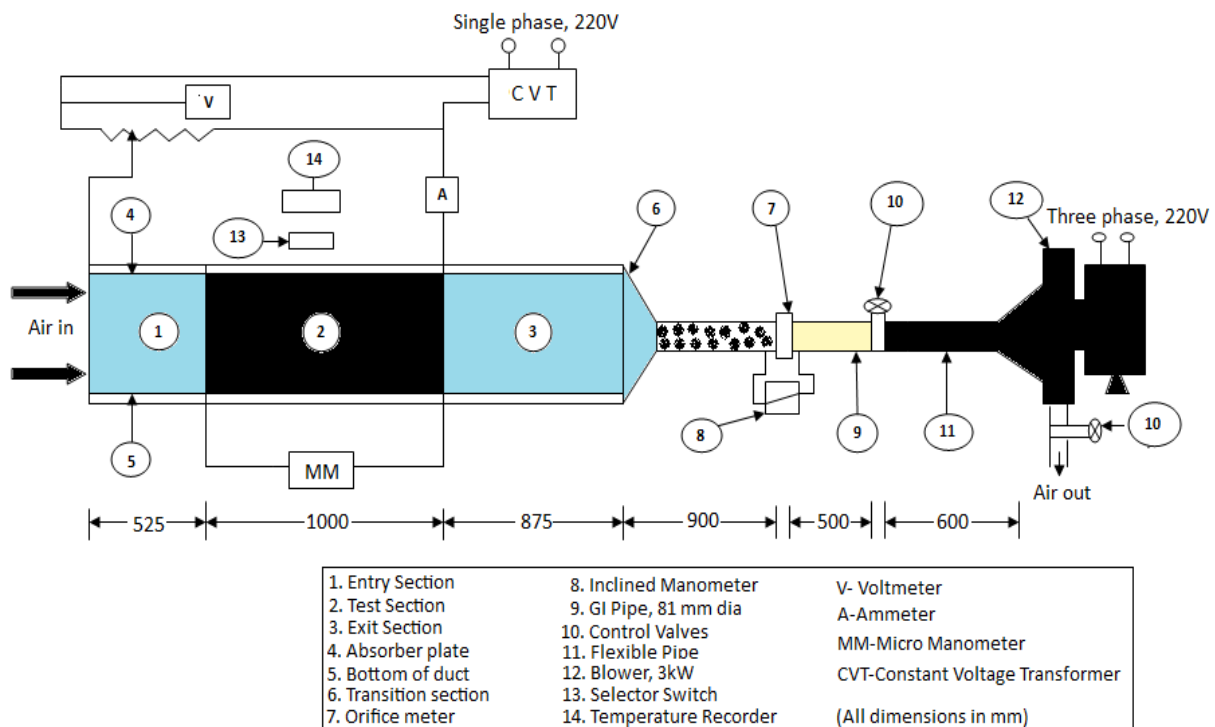 Single phase, 220V
C V T
V
14
A
4
13
6
7
10
12
Three phase, 220V
Air in
1
2
3
8
9
11
10
5
MM
Air out
525
1000
875
900
500
600
1. Entry Section
2. Test Section
3. Exit Section
4. Absorber plate
5. Bottom of duct
6. Transition section
7. Orifice meter
8. Inclined Manometer
9. GI Pipe, 81 mm dia
10. Control Valves
11. Flexible Pipe
12. Blower, 3kW
13. Selector Switch
14. Temperature Recorder
V- Voltmeter
A-Ammeter
MM-Micro Manometer
CVT-Constant Voltage Transformer
(All dimensions in mm)